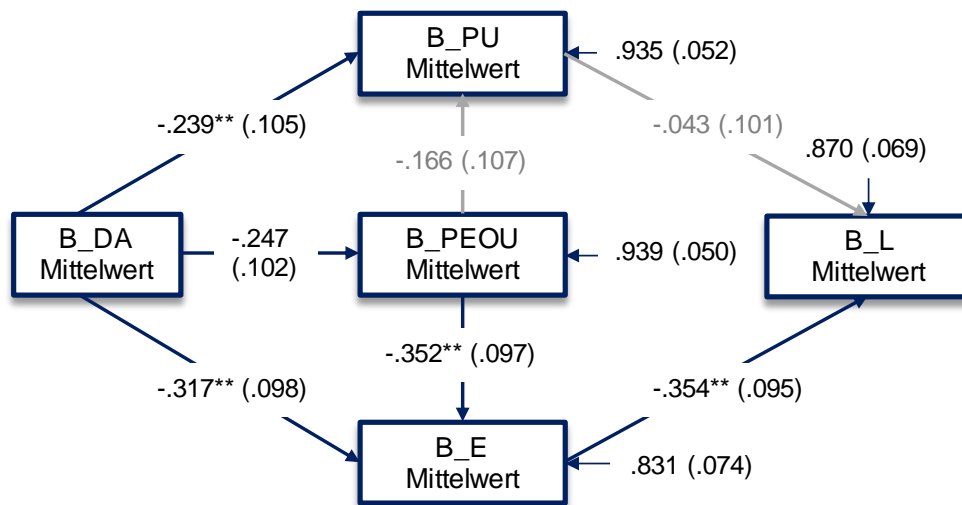 B_PU
Mittelwert
.935 (.052)
-.239** (.105)
-.043 (.101)
-.166 (.107)
.870 (.069)
B_DA
Mittelwert
-.247
(.102)
B_PEOU
Mittelwert
.939 (.050)
B_L
Mittelwert
-.352** (.097)
-.317** (.098)
-.354** (.095)
B_E
Mittelwert
.831 (.074)